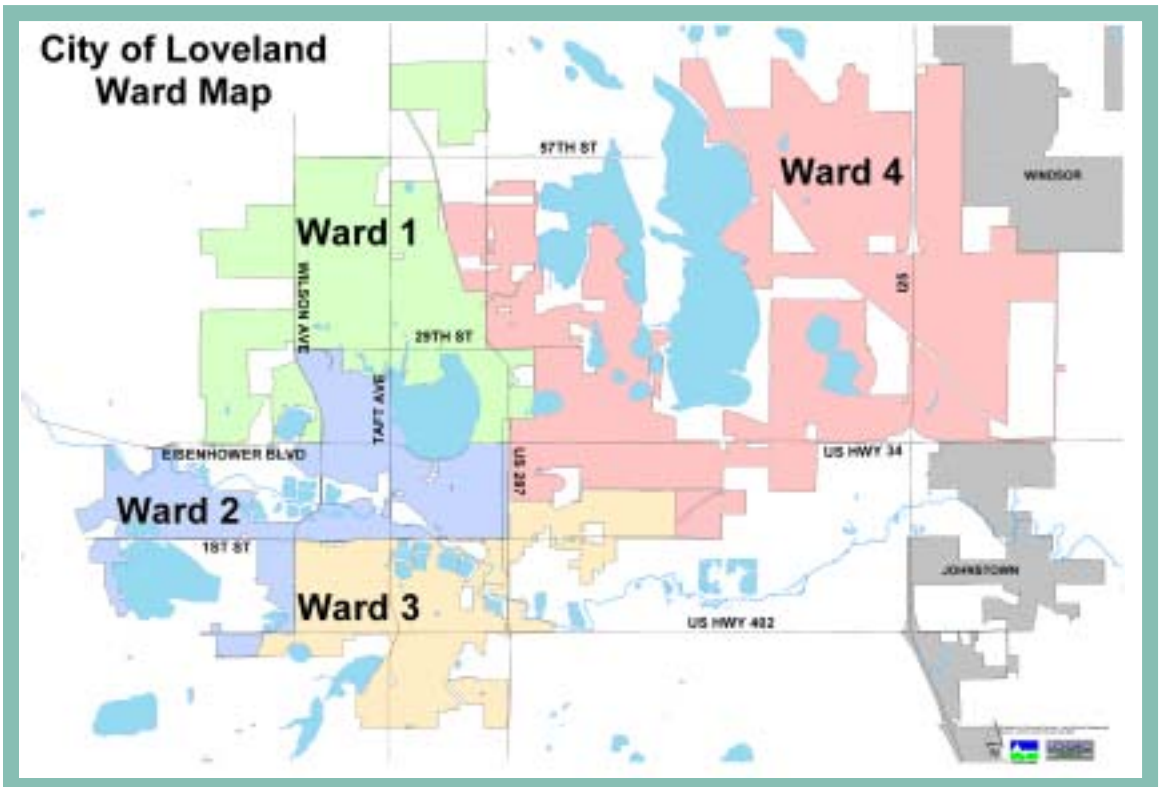 City of Loveland
Ward Map
57TH ST
Ward 4
WINDSOR
Ward 1
WILSON AVE
I25
29TH ST
TAFT AVE
EISENHOWER BLVD
US 287
US HWY 34
Ward 2
1ST ST
JOHNSTOWN
Ward 3
US HWY 402